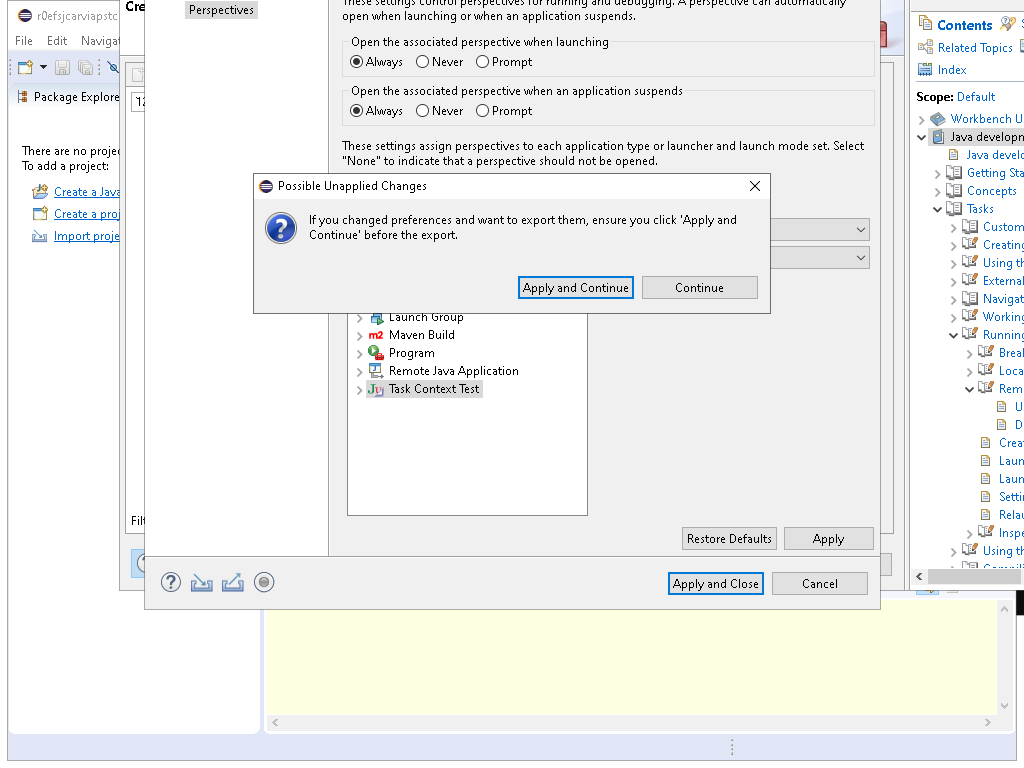 r0efsjcarviapstc
File Edit Navigat
Package Explore
There are no projec
To add a project:
Create a Java
Create a proj
Import proje
Cre
Filt
Perspectives
These settings control perspectives for running and debugging. A perspective can automatically
open when launching or when an application suspends.
Open the associated perspective when launching
Always Never Prompt
Open the associated perspective when an application suspends
Always Never Prompt
These settings assign perspectives to each application type or launcher and launch mode set. Select
"None" to indicate that a perspective should not be opened.
Possible Unapplied Changes
If you changed preferences and want to export them, ensure you click 'Apply and
Continue' before the export.
Apply and Continue Continue
Launch Group
Maven Build
Program
Remote Java Application
Task Context Test
Restore Defaults Apply
Apply and Close Cancel
Contents
Related Topics
Index
Scope: Default
Workbench U
Java developn
Java develo
Getting Sta
Concepts
Tasks
Custom
Creating
Using th
External
Navigat
Working
Running
Break
Loca
Rem
U
D
Creat
Laun
Laun
Settin
Relau
Inspe
Using th